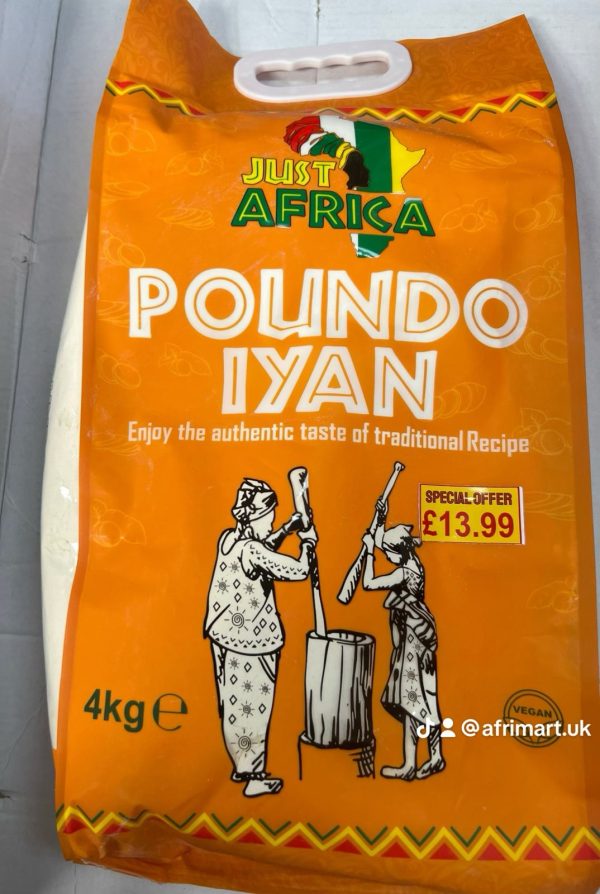 JUST
AFRICA
POUNDO
IYAN
Enjoy the authentic taste of traditional Recipe
SPECIAL OFFER
£13.99
4kg ℮
VEGAN
@afrimart.uk